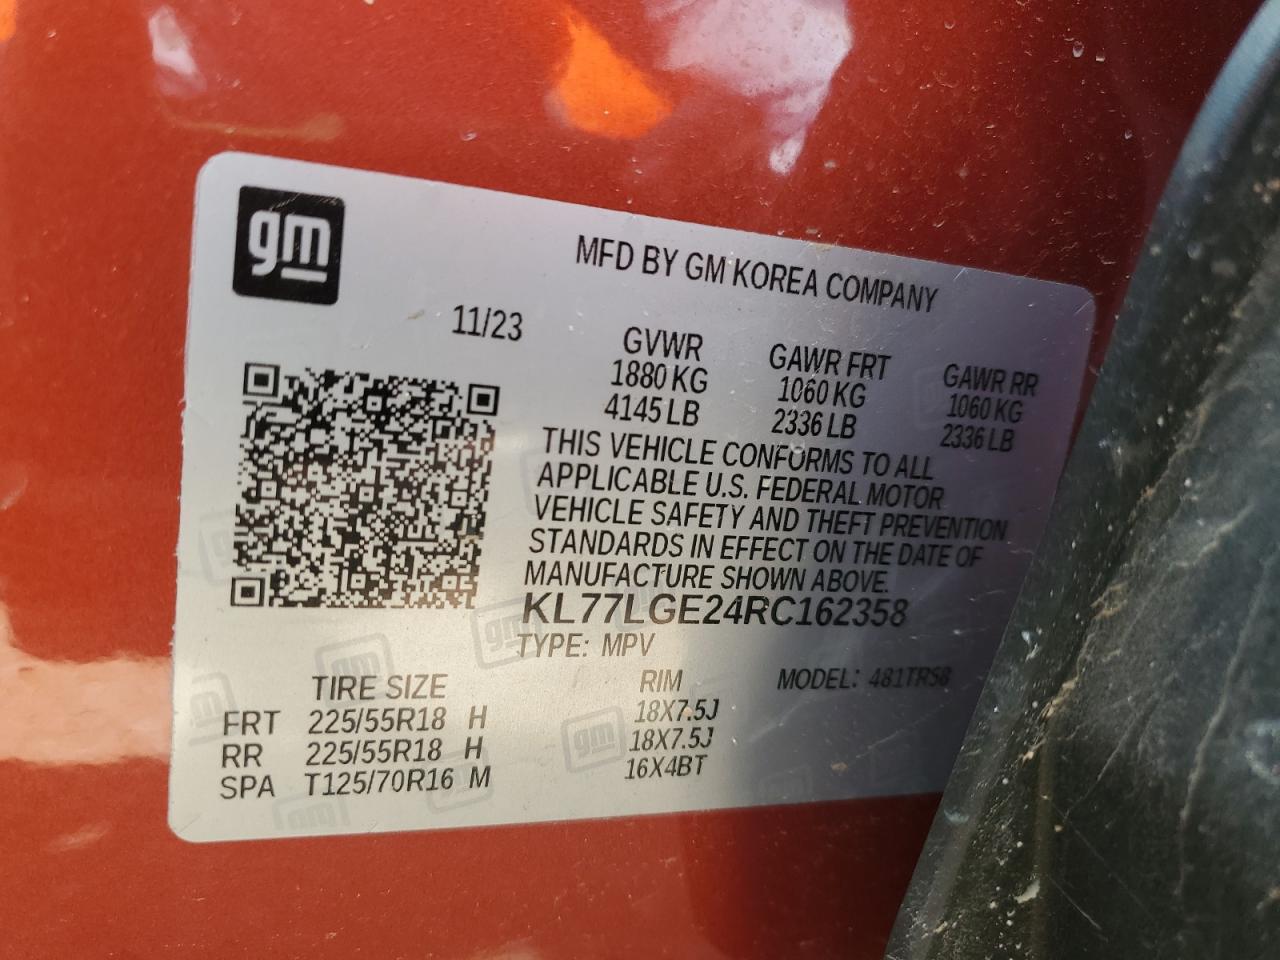 gm
MFD BY GM KOREA COMPANY
11/23
GVWR GAWR FRT GAWR RR
1880 KG 1060 KG 1060 KG
4145 LB 2336 LB 2336 LB
THIS VEHICLE CONFORMS TO ALL
APPLICABLE U.S. FEDERAL MOTOR
VEHICLE SAFETY AND THEFT PREVENTION
STANDARDS IN EFFECT ON THE DATE OF
MANUFACTURE SHOWN ABOVE.
KL77LGE24RC162358
TYPE: MPV
MODEL: 481TR58
TIRE SIZE RIM
FRT 225/55R18 H 18X7.5J
RR 225/55R18 H 18X7.5J
SPA T125/70R16 M 16X4BT